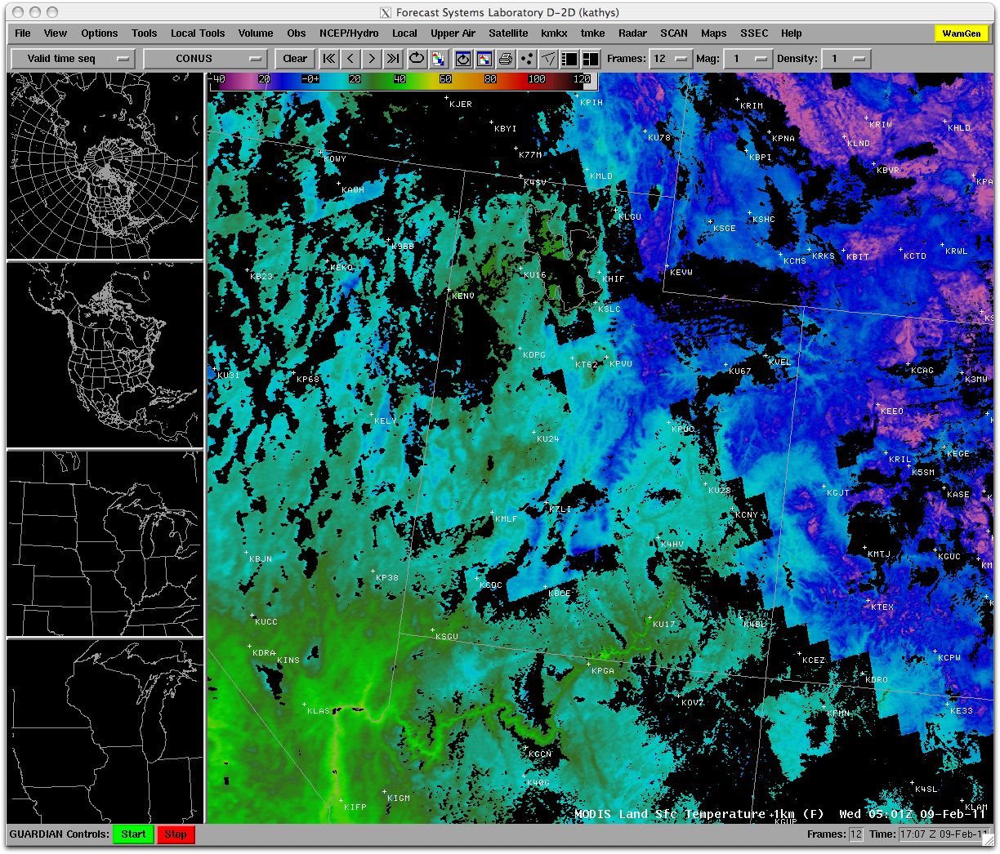 Forecast Systems Laboratory D-2D (kathys)
File View Options Tools Local Tools Volume Obs NCEP/Hydro Local Upper Air Satellite kmkx tmke Radar SCAN Maps SSEC Help WarnGen
Valid time seq CONUS Clear Frames: 12 Mag: 1 Density: 1
-40 20 -0+ 20 40 60 80 100 120
KJER KPIH KRIM
KBYI KU78 KPNA KRIW KHLD
K77M KLND
KOWY KBPI KBVR
KAWH K4SV KMLD KPA
KLGU KSGE KSHC
K9BB
KB23 KEKO KU16 KHIF KEVW KCMS KRKS KBIT KCTD KRWL
KENV KSLC
KDPG KT62 KPVU KU67 KVEL KCAG K3MW
KU31 KP68
KELY KPUC KEEO
KU24 KRIL KEGE
K5SM
KU28 KGJT KASE
KMLF K7LI KCNY
KBJN K4HV KMTJ KGUC
KP38 KCDC KBCE
KUCC KSGU KU17 K4BL KTEX
KDRA KINS KPGA KCEZ KCPW
KDRO
KLAS KOVZ KFMN KE33
KGCN
KIFP KIGM K40G K4SL
KLAM
KGUP
MODIS Land Sfc Temperature +1km (F) Wed 05:01Z 09-Feb-11
GUARDIAN Controls: Start Stop Frames: 12 Time: 17:07 Z 09-Feb-11